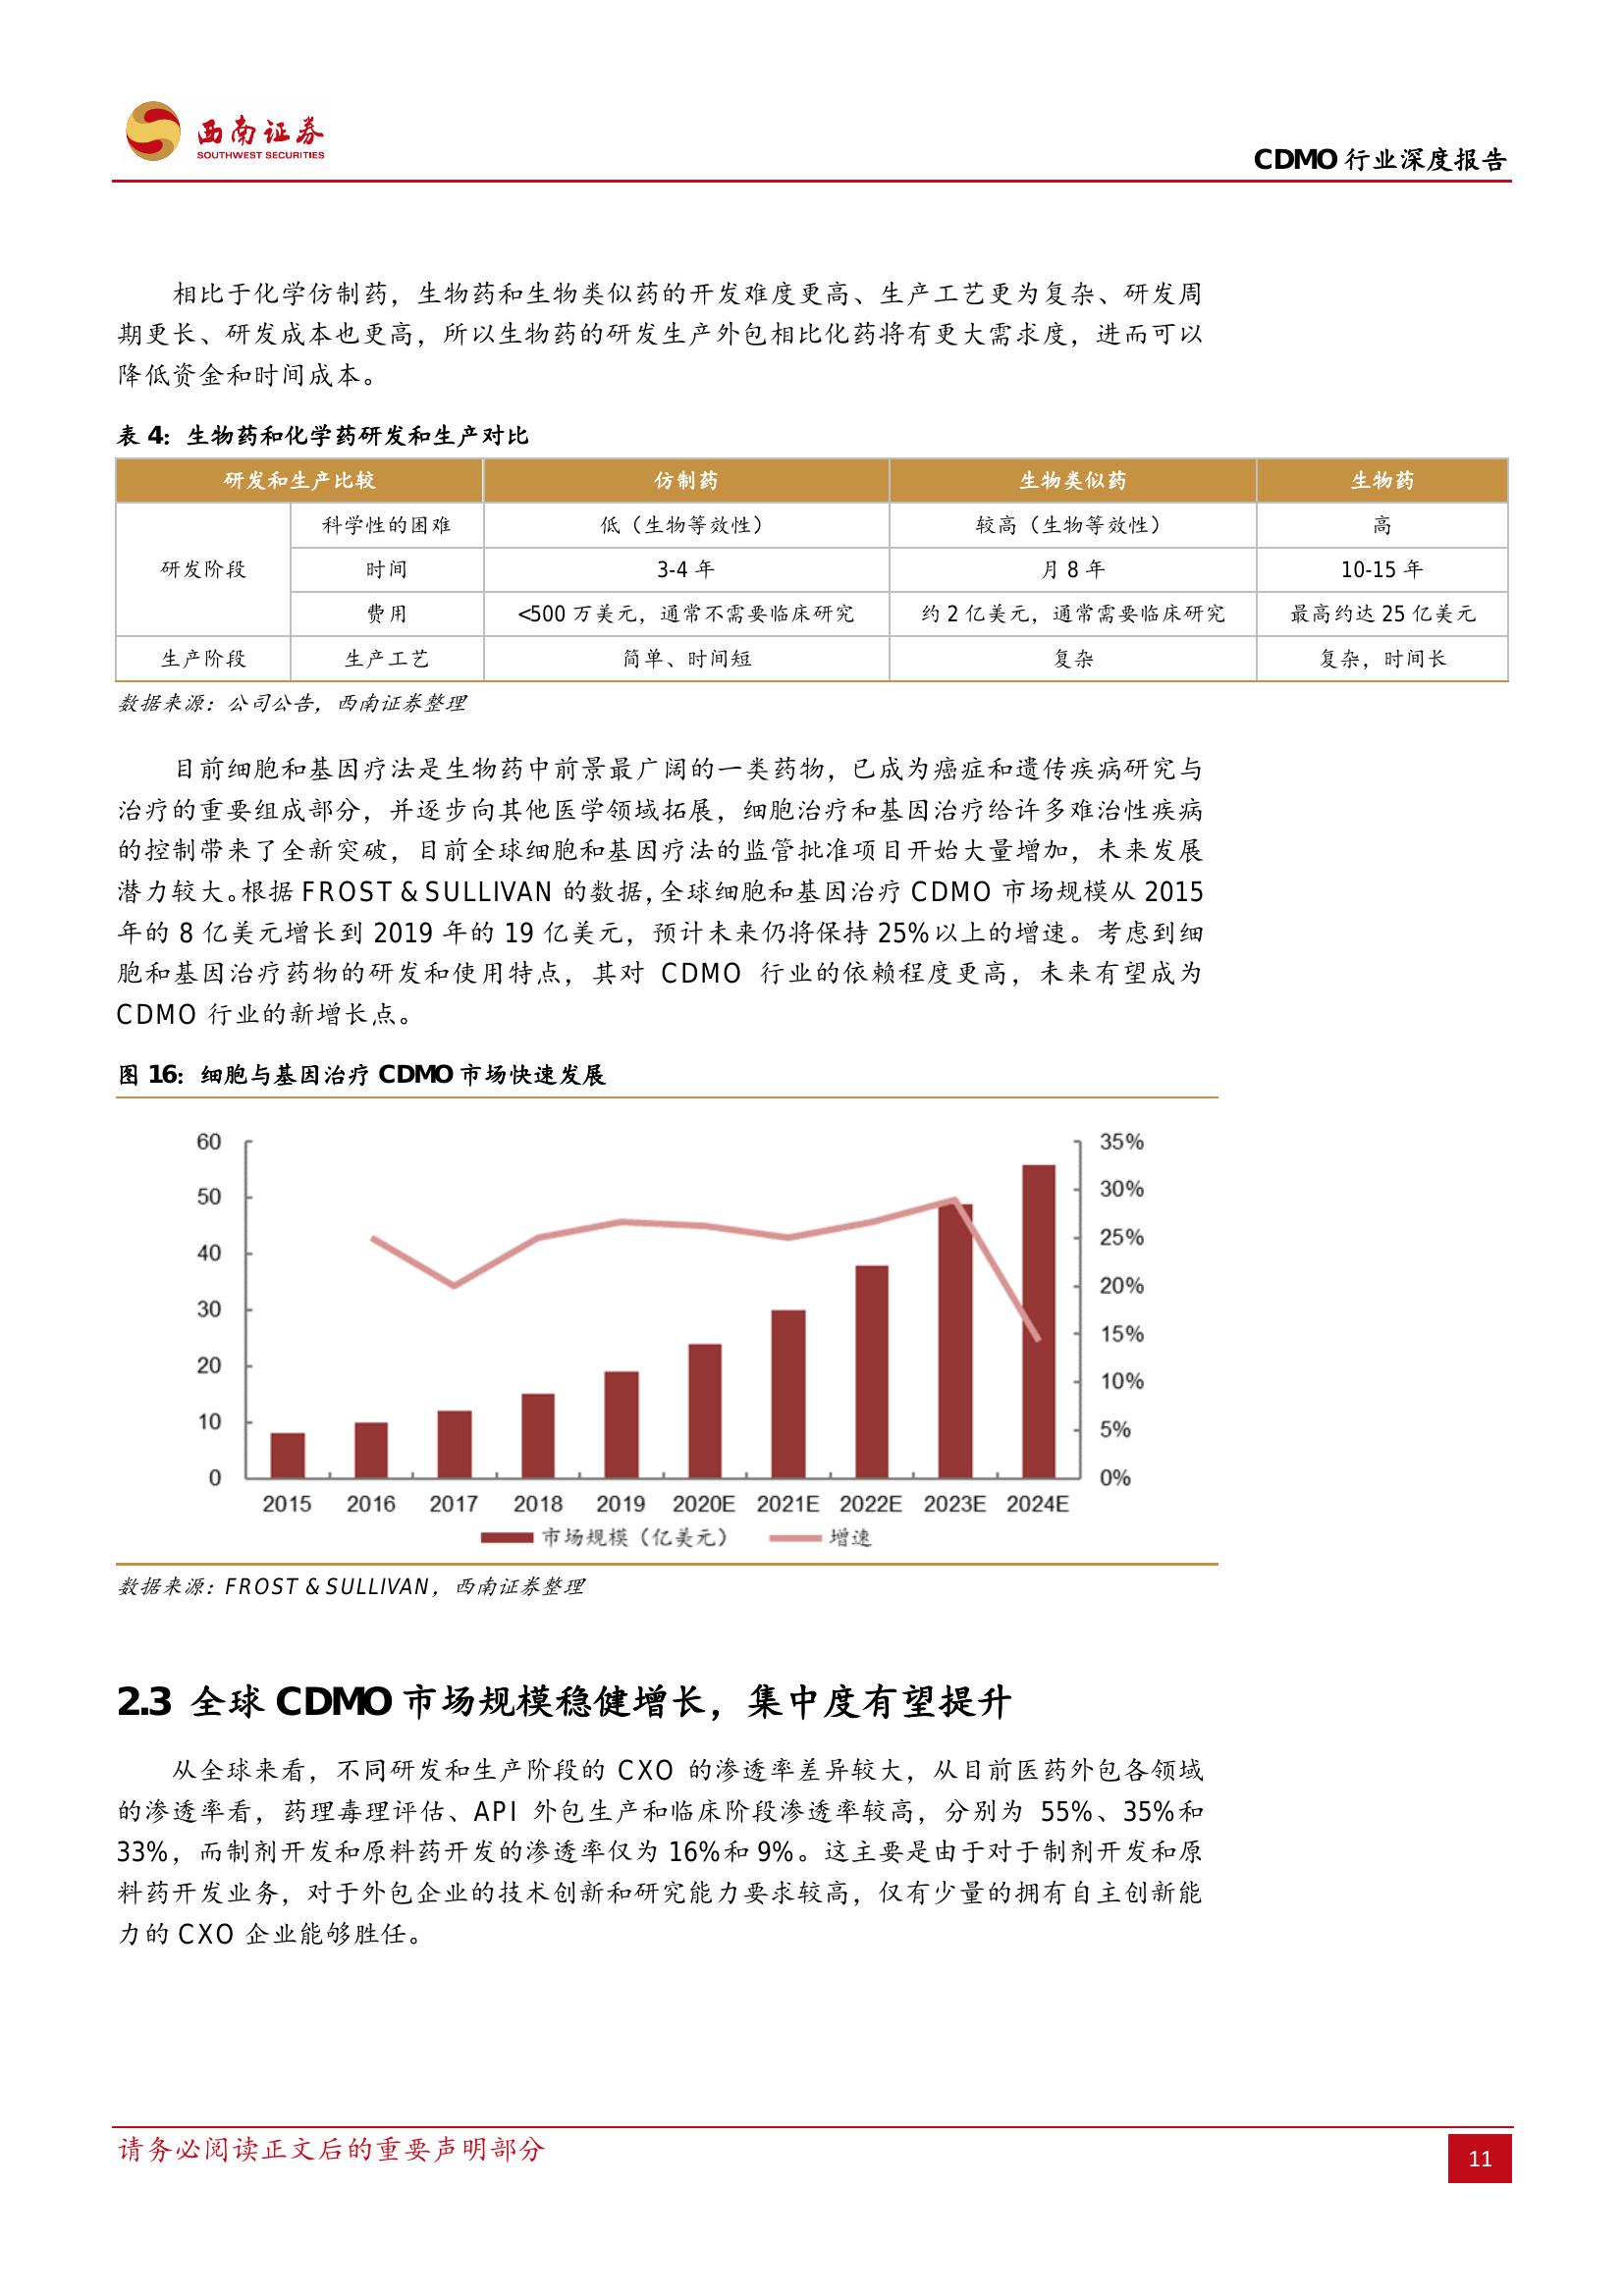 西南证券
SOUTHWEST SECURITIES
CDMO 行业深度报告
相比于化学仿制药，生物药和生物类似药的开发难度更高、生产工艺更为复杂、研发周
期更长、研发成本也更高，所以生物药的研发生产外包相比化药将有更大需求度，进而可以
降低资金和时间成本。
表 4：生物药和化学药研发和生产对比
研发和生产比较 仿制药 生物类似药 生物药
科学性的困难 低（生物等效性） 较高（生物等效性） 高
研发阶段 时间 3-4 年 月 8 年 10-15 年
费用 <500 万美元，通常不需要临床研究 约 2 亿美元，通常需要临床研究 最高约达 25 亿美元
生产阶段 生产工艺 简单、时间短 复杂 复杂，时间长
数据来源：公司公告，西南证券整理
目前细胞和基因疗法是生物药中前景最广阔的一类药物，已成为癌症和遗传疾病研究与
治疗的重要组成部分，并逐步向其他医学领域拓展，细胞治疗和基因治疗给许多难治性疾病
的控制带来了全新突破，目前全球细胞和基因疗法的监管批准项目开始大量增加，未来发展
潜力较大。根据 FROST & SULLIVAN 的数据，全球细胞和基因治疗 CDMO 市场规模从 2015
年的 8 亿美元增长到 2019 年的 19 亿美元，预计未来仍将保持 25%以上的增速。考虑到细
胞和基因治疗药物的研发和使用特点，其对 CDMO 行业的依赖程度更高，未来有望成为
CDMO 行业的新增长点。
图 16：细胞与基因治疗 CDMO 市场快速发展
60 35%
50 30%
40 25%
30 20%
20 15%
10 10%
0 5%
0%
2015 2016 2017 2018 2019 2020E 2021E 2022E 2023E 2024E
市场规模（亿美元） 增速
数据来源：FROST & SULLIVAN，西南证券整理
2.3 全球 CDMO 市场规模稳健增长，集中度有望提升
从全球来看，不同研发和生产阶段的 CXO 的渗透率差异较大，从目前医药外包各领域
的渗透率看，药理毒理评估、API 外包生产和临床阶段渗透率较高，分别为 55%、35%和
33%，而制剂开发和原料药开发的渗透率仅为 16%和 9%。这主要是由于对于制剂开发和原
料药开发业务，对于外包企业的技术创新和研究能力要求较高，仅有少量的拥有自主创新能
力的 CXO 企业能够胜任。
请务必阅读正文后的重要声明部分
11